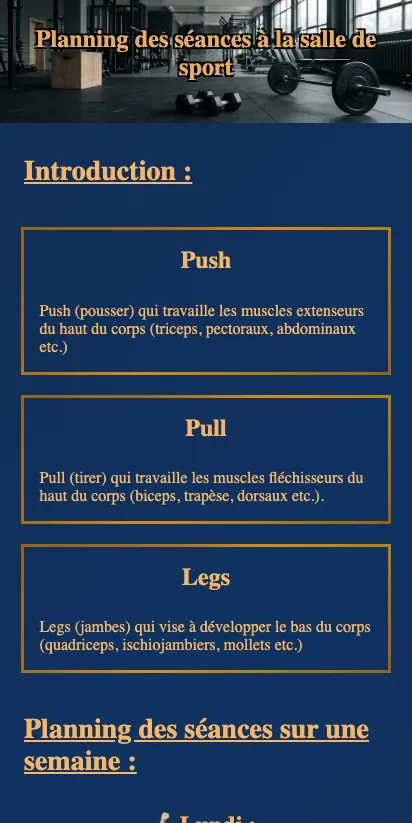 Planning des séances à la salle de
sport
Introduction :
Push
Push (pousser) qui travaille les muscles extenseurs
du haut du corps (triceps, pectoraux, abdominaux
etc.)
Pull
Pull (tirer) qui travaille les muscles fléchisseurs du
haut du corps (biceps, trapèse, dorsaux etc.).
Legs
Legs (jambes) qui vise à développer le bas du corps
(quadriceps, ischiojambiers, mollets etc.)
Planning des séances sur une
semaine :
Lundi :